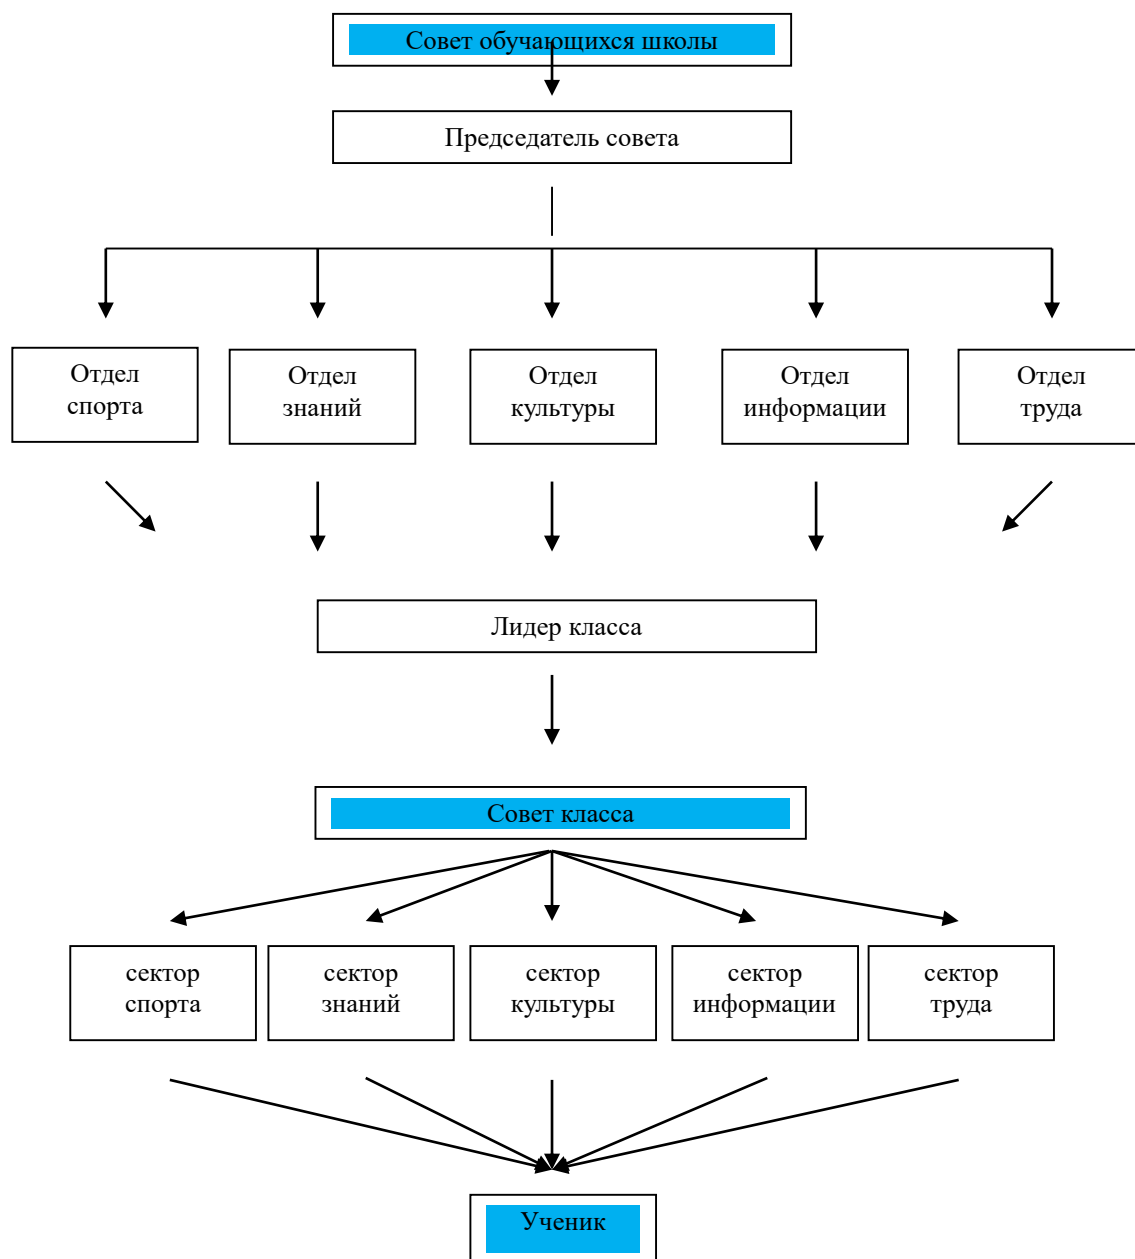 Совет обучающихся школы
Председатель совета
Отдел
спорта
Отдел
знаний
Отдел
культуры
Отдел
информации
Отдел
труда
Лидер класса
Совет класса
сектор
спорта
сектор
знаний
сектор
культуры
сектор
информации
сектор
труда
Ученик